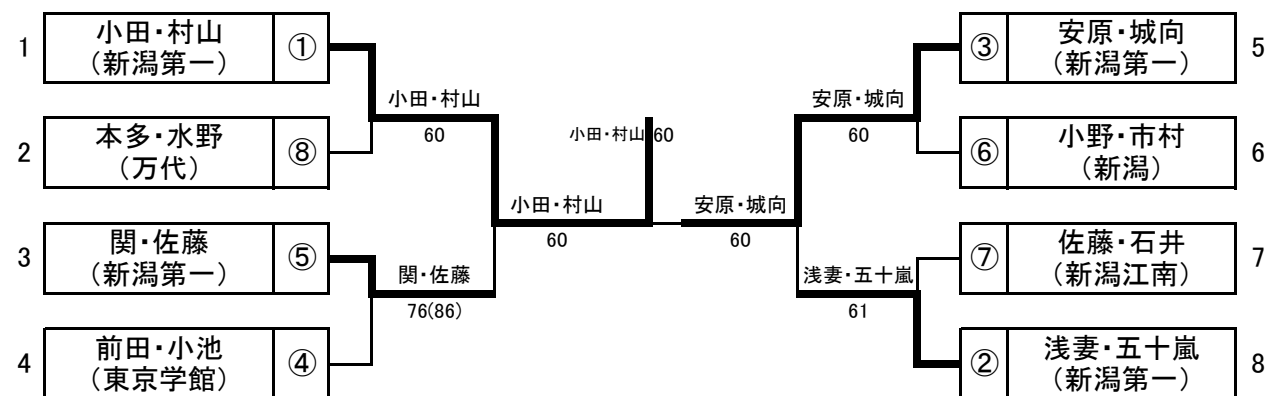 1
小田・村山
(新潟第一)
①
2
本多・水野
(万代)
⑧
3
関・佐藤
(新潟第一)
⑤
4
前田・小池
(東京学館)
④
小田・村山
60
関・佐藤
76(86)
小田・村山
60
小田・村山 60
安原・城向
60
安原・城向
60
浅妻・五十嵐
61
③
安原・城向
(新潟第一)
5
⑥
小野・市村
(新潟)
6
⑦
佐藤・石井
(新潟江南)
7
②
浅妻・五十嵐
(新潟第一)
8